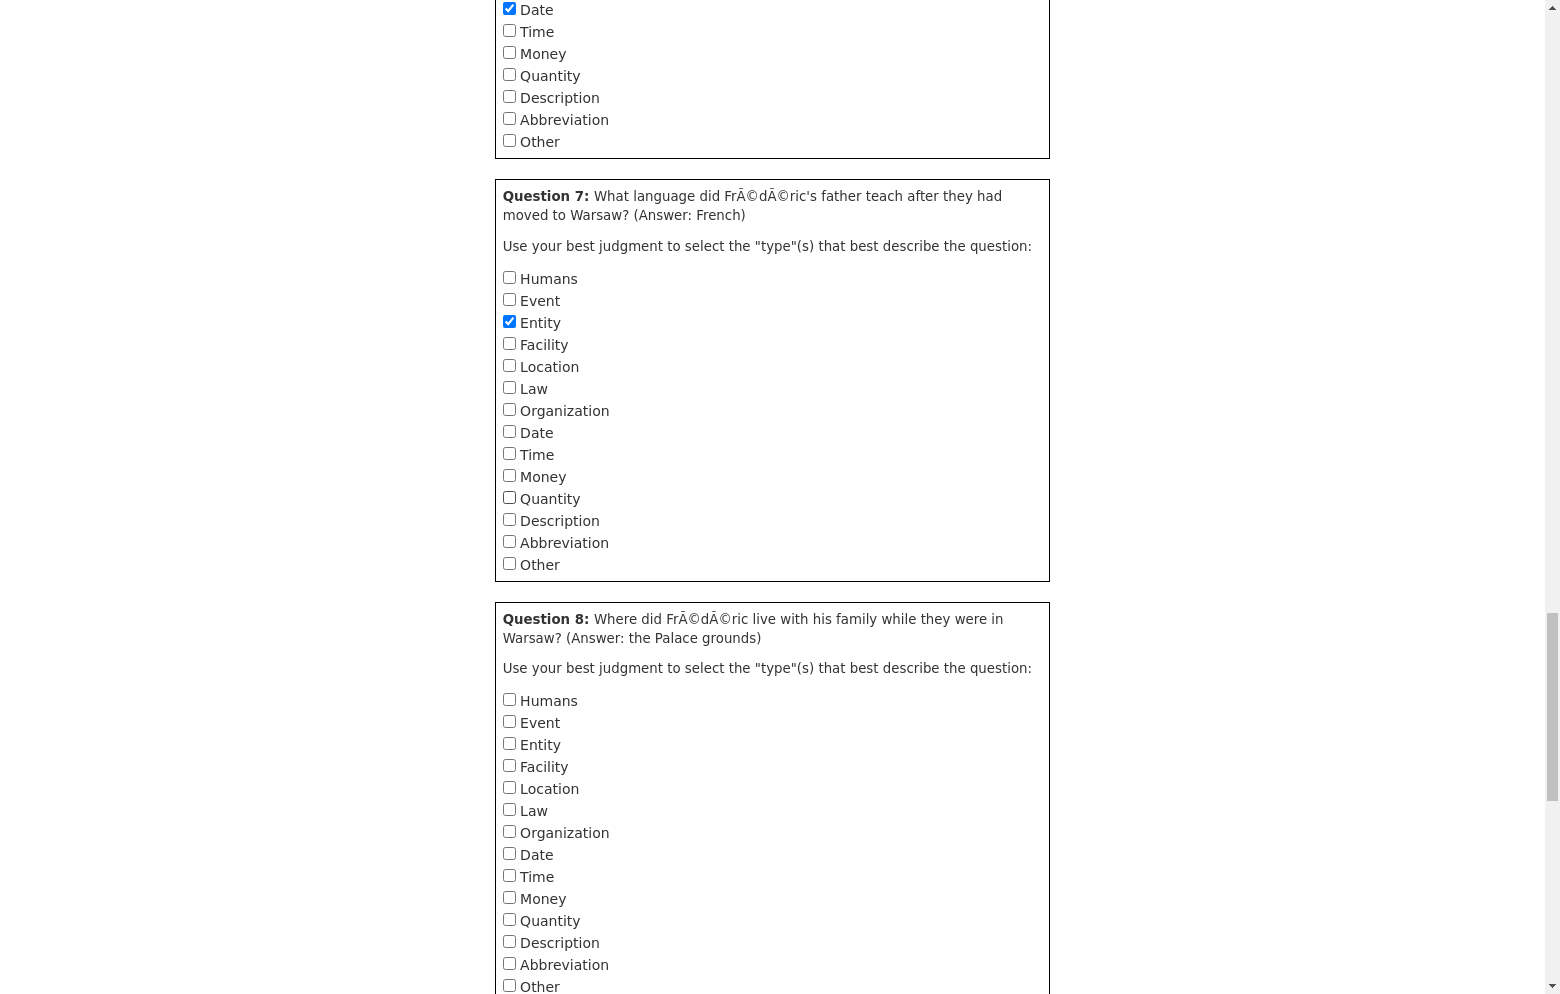 Date
Time
Money
Quantity
Description
Abbreviation
Other
Question 7: What language did FrÃ©dÃ©ric's father teach after they had
moved to Warsaw? (Answer: French)
Use your best judgment to select the "type"(s) that best describe the question:
Humans
Event
Entity
Facility
Location
Law
Organization
Date
Time
Money
Quantity
Description
Abbreviation
Other
Question 8: Where did FrÃ©dÃ©ric live with his family while they were in
Warsaw? (Answer: the Palace grounds)
Use your best judgment to select the "type"(s) that best describe the question:
Humans
Event
Entity
Facility
Location
Law
Organization
Date
Time
Money
Quantity
Description
Abbreviation
Other